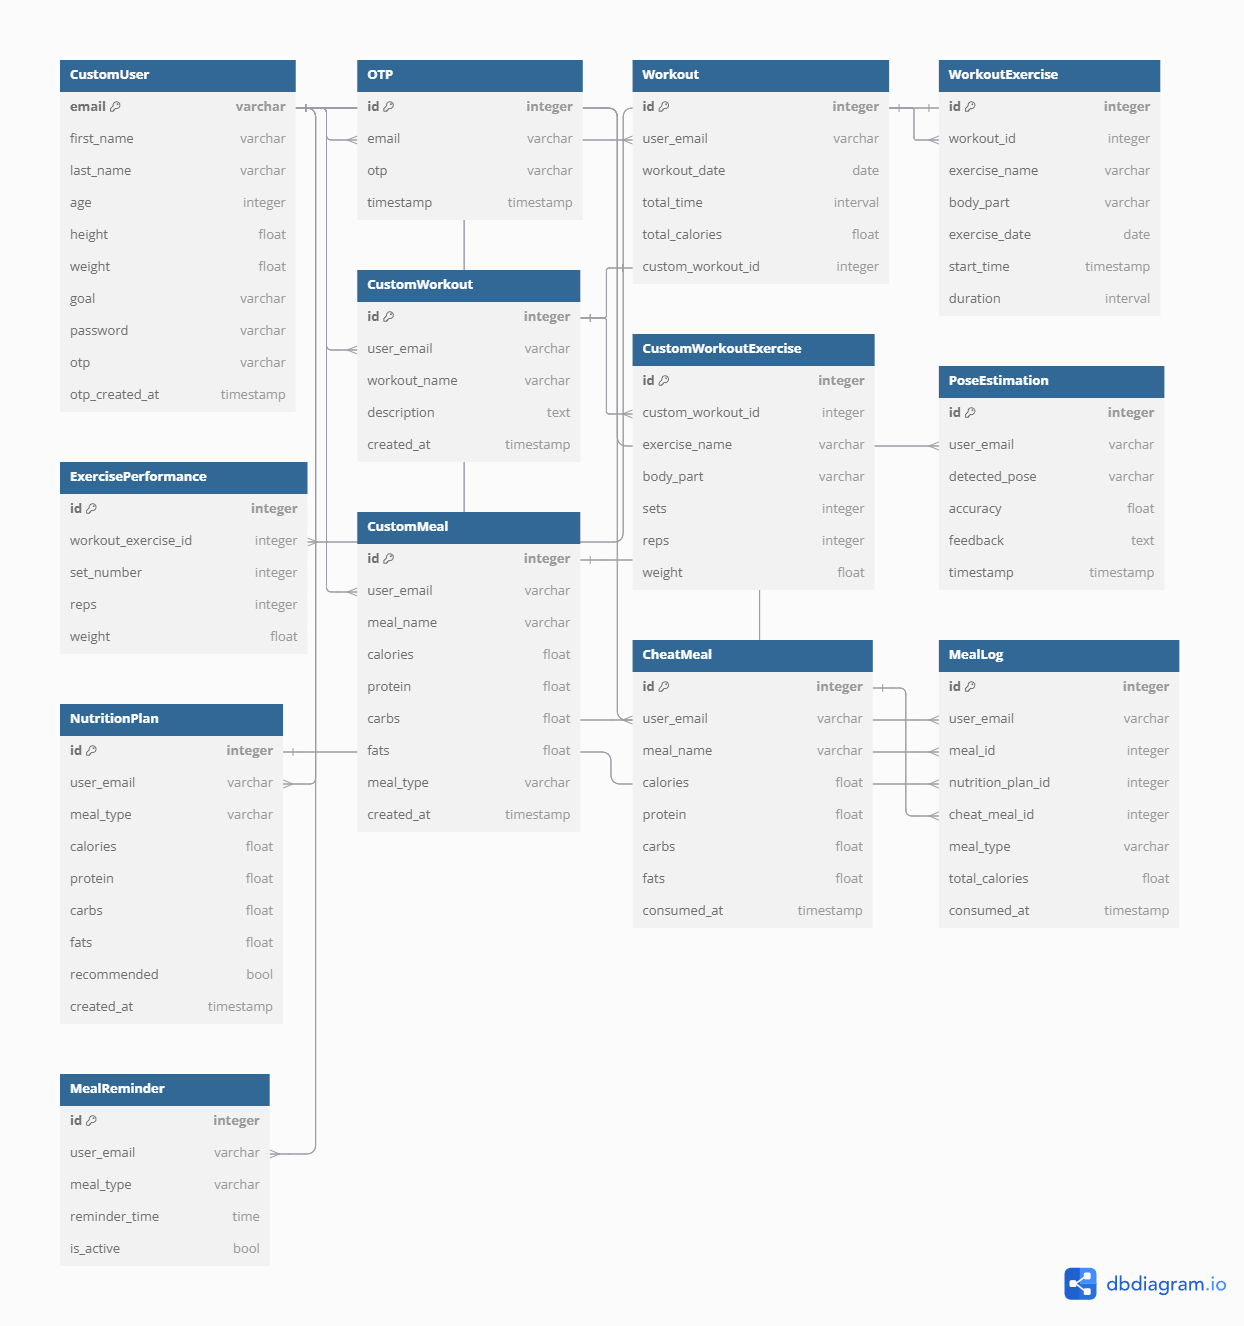 CustomUser
email varchar
first_name varchar
last_name varchar
age integer
height float
weight float
goal varchar
password varchar
otp varchar
otp_created_at timestamp
ExercisePerformance
id integer
workout_exercise_id integer
set_number integer
reps integer
weight float
NutritionPlan
id integer
user_email varchar
meal_type varchar
calories float
protein float
carbs float
fats float
recommended bool
created_at timestamp
MealReminder
id integer
user_email varchar
meal_type varchar
reminder_time time
is_active bool
OTP
id integer
email varchar
otp varchar
timestamp timestamp
CustomWorkout
id integer
user_email varchar
workout_name varchar
description text
created_at timestamp
CustomMeal
id integer
user_email varchar
meal_name varchar
calories float
protein float
carbs float
fats float
meal_type varchar
created_at timestamp
Workout
id integer
user_email varchar
workout_date date
total_time interval
total_calories float
custom_workout_id integer
CustomWorkoutExercise
id integer
custom_workout_id integer
exercise_name varchar
body_part varchar
sets integer
reps integer
weight float
CheatMeal
id integer
user_email varchar
meal_name varchar
calories float
protein float
carbs float
fats float
consumed_at timestamp
WorkoutExercise
id integer
workout_id integer
exercise_name varchar
body_part varchar
exercise_date date
start_time timestamp
duration interval
PoseEstimation
id integer
user_email varchar
detected_pose varchar
accuracy float
feedback text
timestamp timestamp
MealLog
id integer
user_email varchar
meal_id integer
nutrition_plan_id integer
cheat_meal_id integer
meal_type varchar
total_calories float
consumed_at timestamp
dbdiagram.io